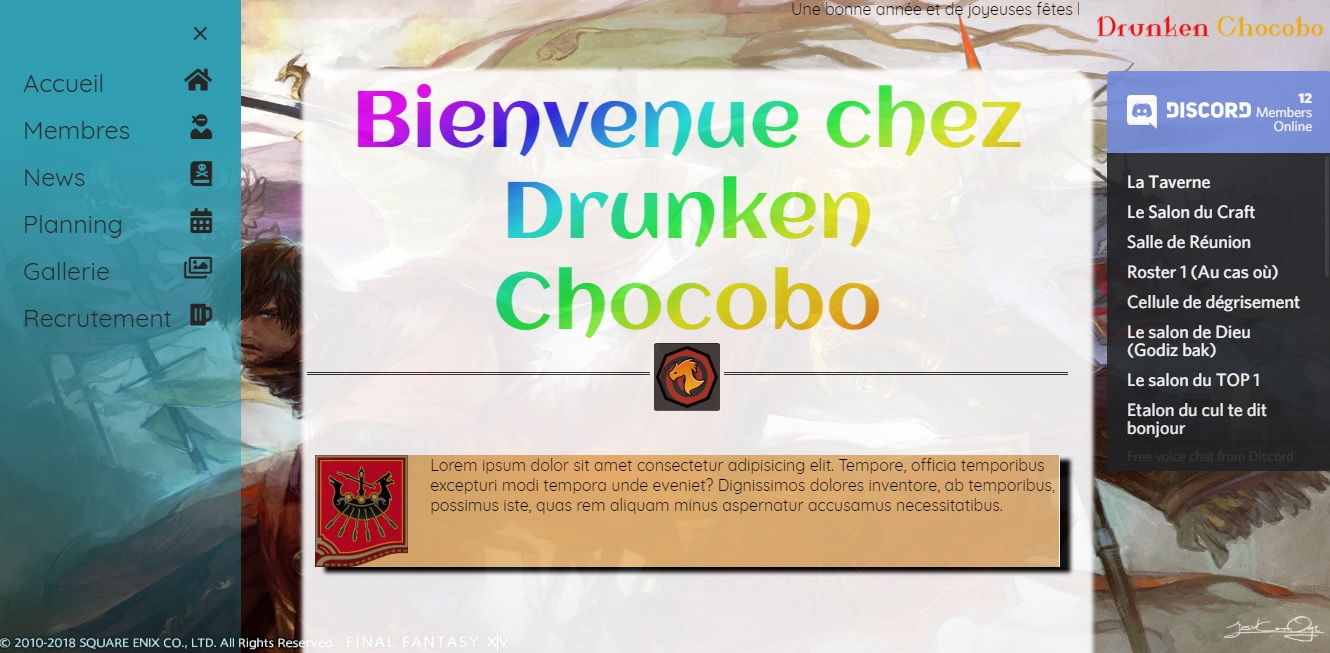 Une bonne année et de joyeuses fêtes !
Drunken Chocobo
Accueil
Membres
News
Planning
Gallerie
Recrutement
Bienvenue chez
Drunken
Chocobo
Lorem ipsum dolor sit amet consectetur adipisicing elit. Tempore, officia temporibus
excepturi modi tempora unde eveniet? Dignissimos dolores inventore, ab temporibus,
possimus iste, quas rem aliquam minus aspernatur accusamus necessitatibus.
DISCORD
12
Members
Online
La Taverne
Le Salon du Craft
Salle de Réunion
Roster 1 (Au cas où)
Cellule de dégrisement
Le salon de Dieu
(Godiz bak)
Le salon du TOP 1
Etalon du cul te dit
bonjour
Free voice chat from Discord
© 2010-2018 SQUARE ENIX CO., LTD. All Rights Reserved. FINAL FANTASY XIV